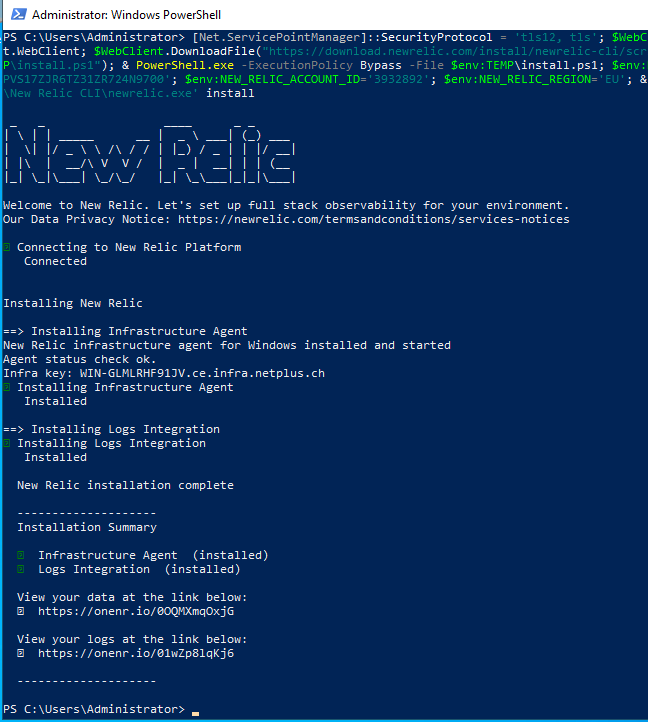 Administrator: Windows PowerShell
PS C:\Users\Administrator> [Net.ServicePointManager]::SecurityProtocol = 'tls12, tls'; $WebC
t.WebClient; $WebClient.DownloadFile("https://download.newrelic.com/install/newrelic-cli/scr
P\install.ps1"); & PowerShell.exe -ExecutionPolicy Bypass -File $env:TEMP\install.ps1; $env:
PVS17ZJR6TZ31ZR724N9700'; $env:NEW_RELIC_ACCOUNT_ID='3932892'; $env:NEW_RELIC_REGION='EU'; &
\New Relic CLI\newrelic.exe' install
New Relic
Welcome to New Relic. Let's set up full stack observability for your environment.
Our Data Privacy Notice: https://newrelic.com/termsandconditions/services-notices
Connecting to New Relic Platform
Connected
Installing New Relic
==> Installing Infrastructure Agent
New Relic infrastructure agent for Windows installed and started
Agent status check ok.
Infra key: WIN-GLMLRHF91JV.ce.infra.netplus.ch
Installing Infrastructure Agent
Installed
==> Installing Logs Integration
Installing Logs Integration
Installed
New Relic installation complete
--------------------
Installation Summary
Infrastructure Agent (installed)
Logs Integration (installed)
View your data at the link below:
https://onenr.io/0OQMXmqOxjG
View your logs at the link below:
https://onenr.io/01wZp8lqKj6
--------------------
PS C:\Users\Administrator> _